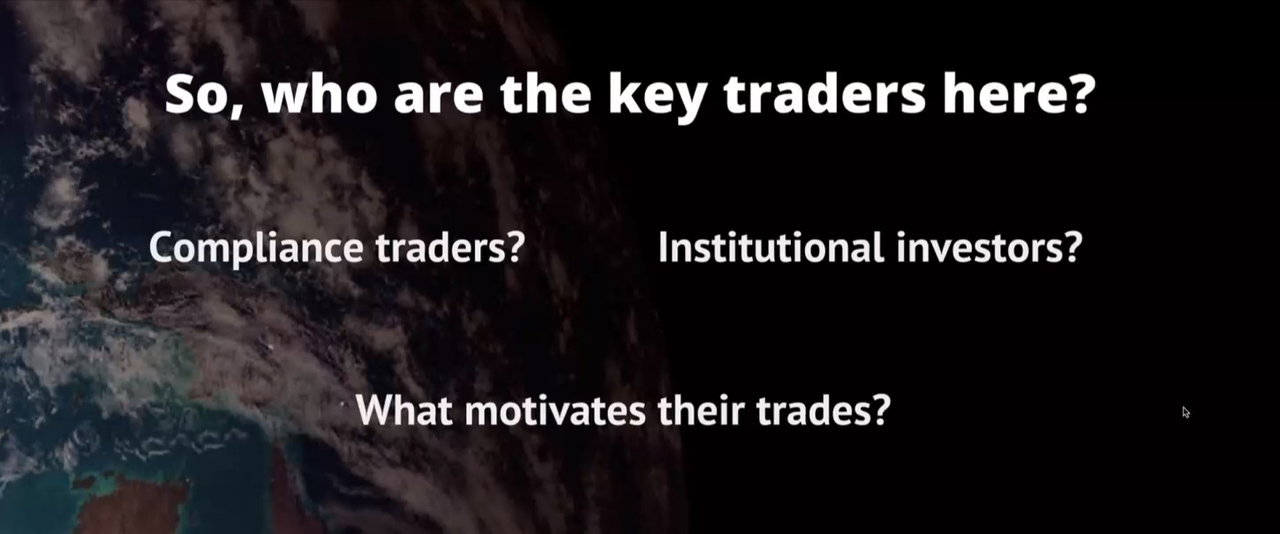 So, who are the key traders here?
Compliance traders?
Institutional investors?
What motivates their trades?